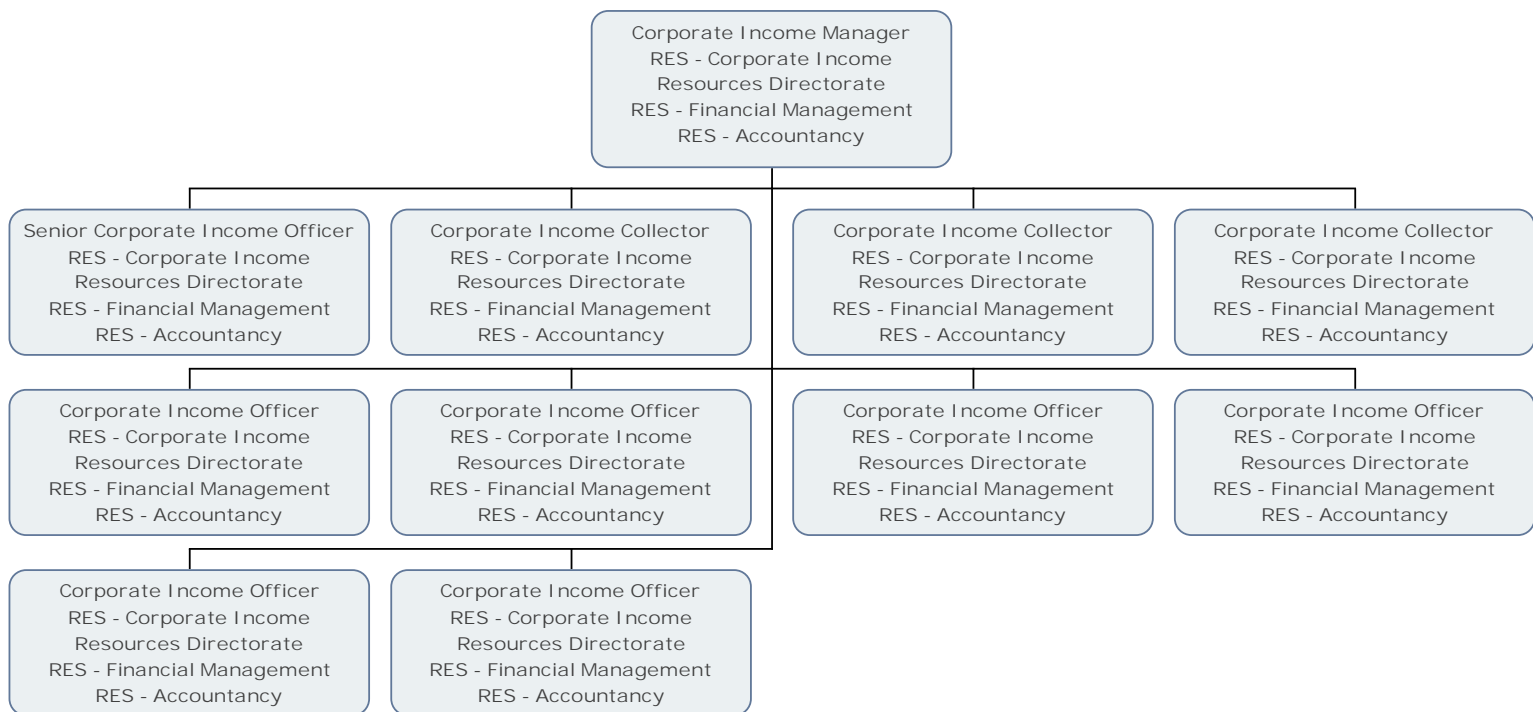 Corporate Income Manager
RES - Corporate Income
Resources Directorate
RES - Financial Management
RES - Accountancy
Senior Corporate Income Officer
RES - Corporate Income
Resources Directorate
RES - Financial Management
RES - Accountancy
Corporate Income Collector
RES - Corporate Income
Resources Directorate
RES - Financial Management
RES - Accountancy
Corporate Income Collector
RES - Corporate Income
Resources Directorate
RES - Financial Management
RES - Accountancy
Corporate Income Collector
RES - Corporate Income
Resources Directorate
RES - Financial Management
RES - Accountancy
Corporate Income Officer
RES - Corporate Income
Resources Directorate
RES - Financial Management
RES - Accountancy
Corporate Income Officer
RES - Corporate Income
Resources Directorate
RES - Financial Management
RES - Accountancy
Corporate Income Officer
RES - Corporate Income
Resources Directorate
RES - Financial Management
RES - Accountancy
Corporate Income Officer
RES - Corporate Income
Resources Directorate
RES - Financial Management
RES - Accountancy
Corporate Income Officer
RES - Corporate Income
Resources Directorate
RES - Financial Management
RES - Accountancy
Corporate Income Officer
RES - Corporate Income
Resources Directorate
RES - Financial Management
RES - Accountancy